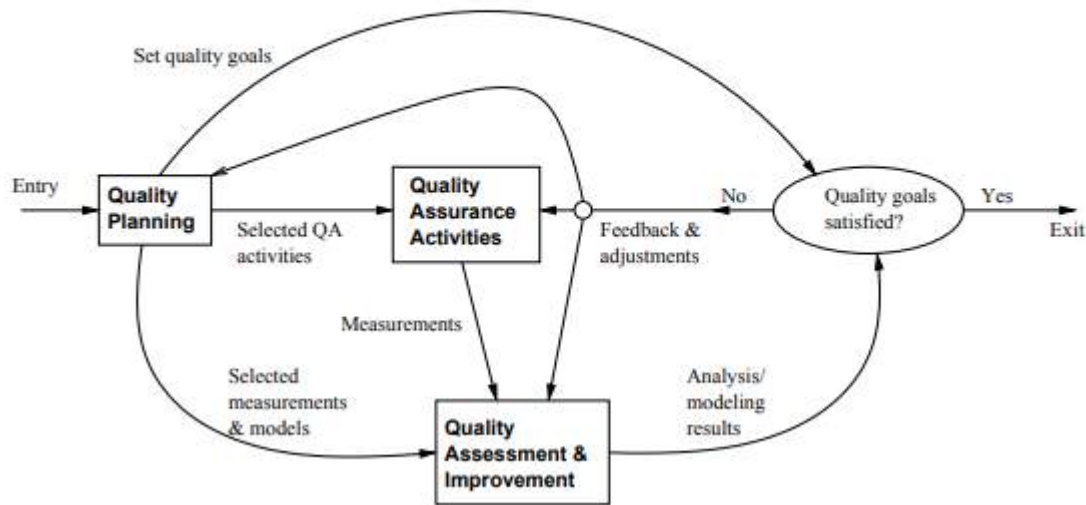 Set quality goals
Entry
Quality
Planning
Selected QA
activities
Quality
Assurance
Activities
No
Feedback &
adjustments
Quality goals
satisfied?
Yes
Exit
Measurements
Selected
measurements
& models
Quality
Assessment &
Improvement
Analysis/
modeling
results